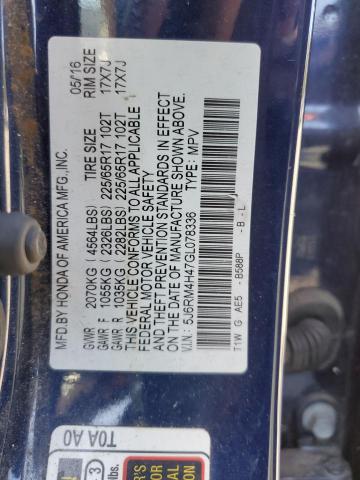 MFD.BY HONDA OF AMERICA MFG.,INC. 05/16
TIRE SIZE RIM SIZE
GVWR 2070KG (4564LBS) 225/65R17 102T 17X7J
GAWR F 1055KG (2326LBS) 225/65R17 102T 17X7J
GAWR R 1035KG (2282LBS)
THIS VEHICLE CONFORMS TO ALL APPLICABLE
FEDERAL MOTOR VEHICLE SAFETY
AND THEFT PREVENTION STANDARDS IN EFFECT
ON THE DATE OF MANUFACTURE SHOWN ABOVE.
5J6RM4H47GL078336 TYPE: MPV
T1W G AE5 - B588P - B - L
T0A A0
3
lbs.